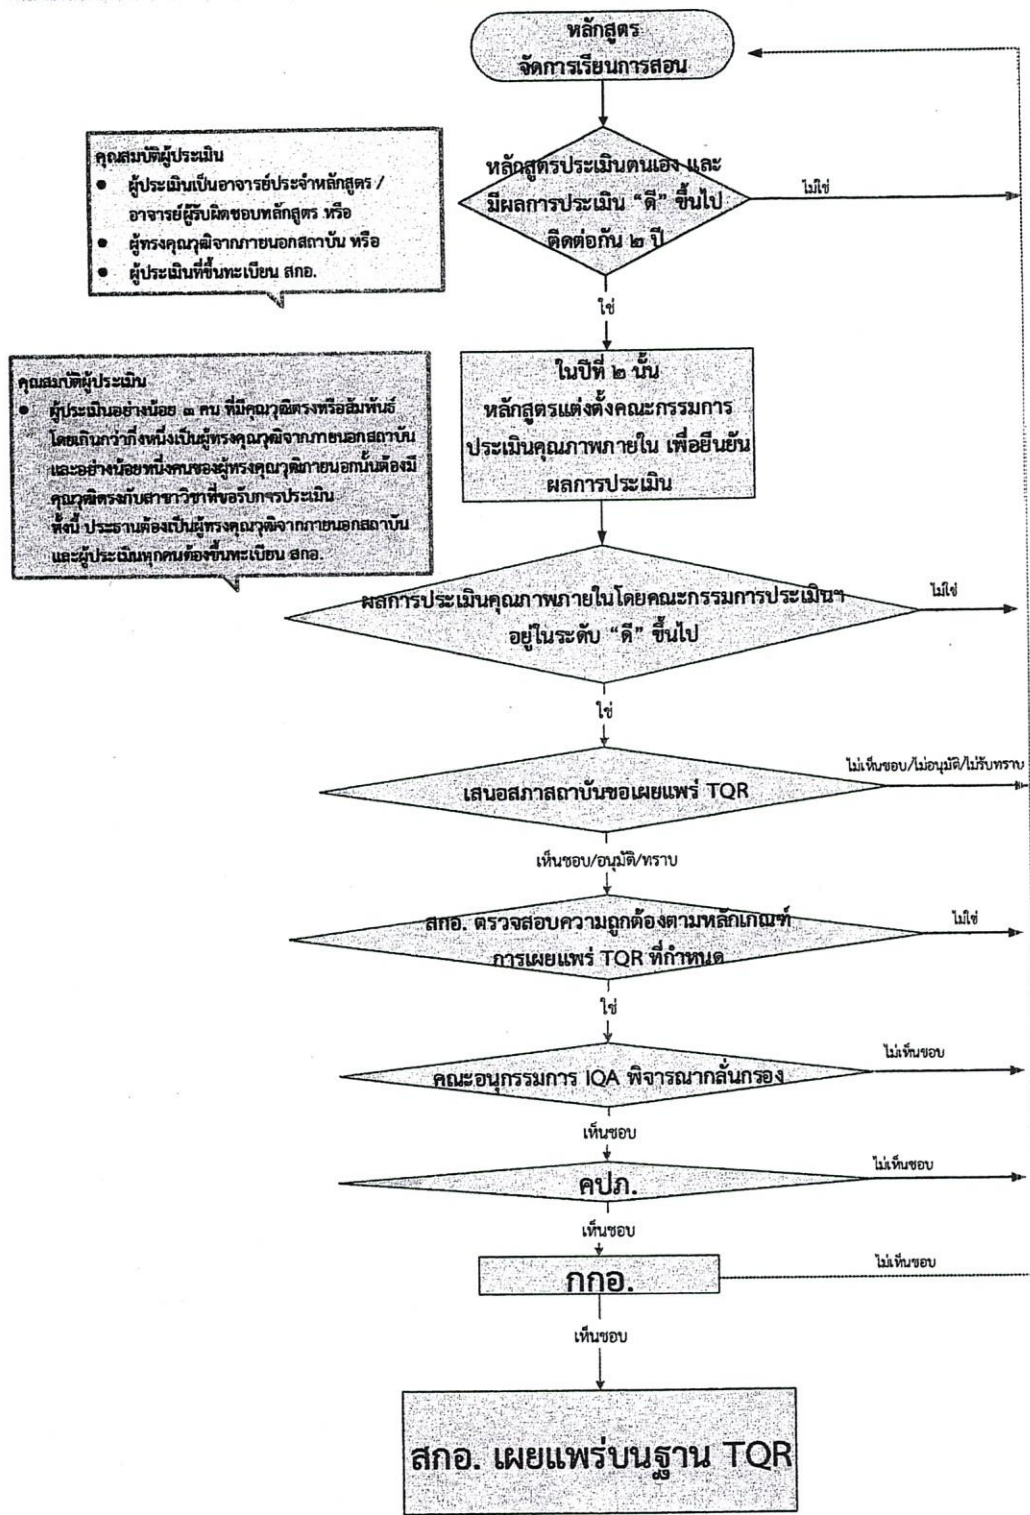 หลักสูตร
จัดการเรียนการสอน
คุณสมบัติผู้ประเมิน
● ผู้ประเมินเป็นอาจารย์ประจำหลักสูตร /
อาจารย์ผู้รับผิดชอบหลักสูตร หรือ
● ผู้ทรงคุณวุฒิจากภายนอกสถาบัน หรือ
● ผู้ประเมินที่ขึ้นทะเบียน สกอ.
หลักสูตรประเมินตนเอง และ
มีผลการประเมิน “ดี” ขึ้นไป
ติดต่อกัน ๒ ปี
ไม่ใช่
ใช่
คุณสมบัติผู้ประเมิน
● ผู้ประเมินอย่างน้อย ๓ คน ที่มีคุณวุฒิตรงหรือสัมพันธ์
โดยเกินกว่ากึ่งหนึ่งเป็นผู้ทรงคุณวุฒิจากภายนอกสถาบัน
และอย่างน้อยหนึ่งคนของผู้ทรงคุณวุฒิภายนอกนั้นต้องมี
คุณวุฒิตรงกับสาขาวิชาที่ขอรับการประเมิน
ทั้งนี้ ประธานต้องเป็นผู้ทรงคุณวุฒิจากภายนอกสถาบัน
และผู้ประเมินทุกคนต้องขึ้นทะเบียน สกอ.
ในปีที่ ๒ นั้น
หลักสูตรแต่งตั้งคณะกรรมการ
ประเมินคุณภาพภายใน เพื่อยืนยัน
ผลการประเมิน
ผลการประเมินคุณภาพภายในโดยคณะกรรมการประเมินฯ
อยู่ในระดับ “ดี” ขึ้นไป
ไม่ใช่
ใช่
เสนอสภาสถาบันขอเผยแพร่ TQR
ไม่เห็นชอบ/ไม่อนุมัติ/ไม่รับทราบ
เห็นชอบ/อนุมัติ/ทราบ
สกอ. ตรวจสอบความถูกต้องตามหลักเกณฑ์
การเผยแพร่ TQR ที่กำหนด
ไม่ใช่
ใช่
คณะอนุกรรมการ IQA พิจารณากลั่นกรอง
ไม่เห็นชอบ
เห็นชอบ
คปภ.
ไม่เห็นชอบ
เห็นชอบ
กกอ.
ไม่เห็นชอบ
เห็นชอบ
สกอ. เผยแพร่บนฐาน TQR